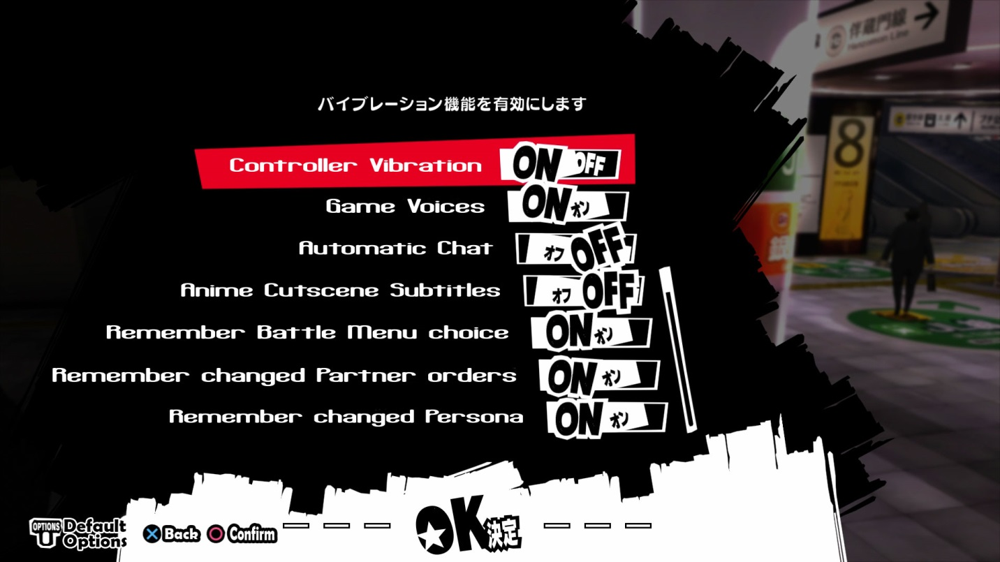 伴蔵門線
Hanzomon Line
8
バイブレーション機能を有効にします
Controller Vibration ON OFF
Game Voices ON オン
Automatic Chat オフ OFF
Anime Cutscene Subtitles オフ OFF
Remember Battle Menu choice ON オン
Remember changed Partner orders ON オン
Remember changed Persona ON オン
OPTIONS Default Options
Back Confirm
OK 決定